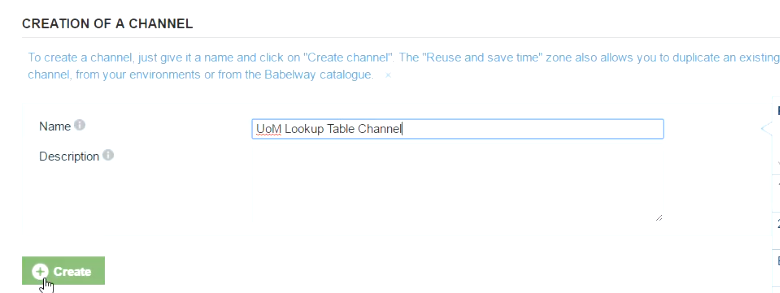 CREATION OF A CHANNEL
To create a channel, just give it a name and click on "Create channel". The "Reuse and save time" zone also allows you to duplicate an existing
channel, from your environments or from the Babelway catalogue. ×
Name
UoM Lookup Table Channel
Description
Create